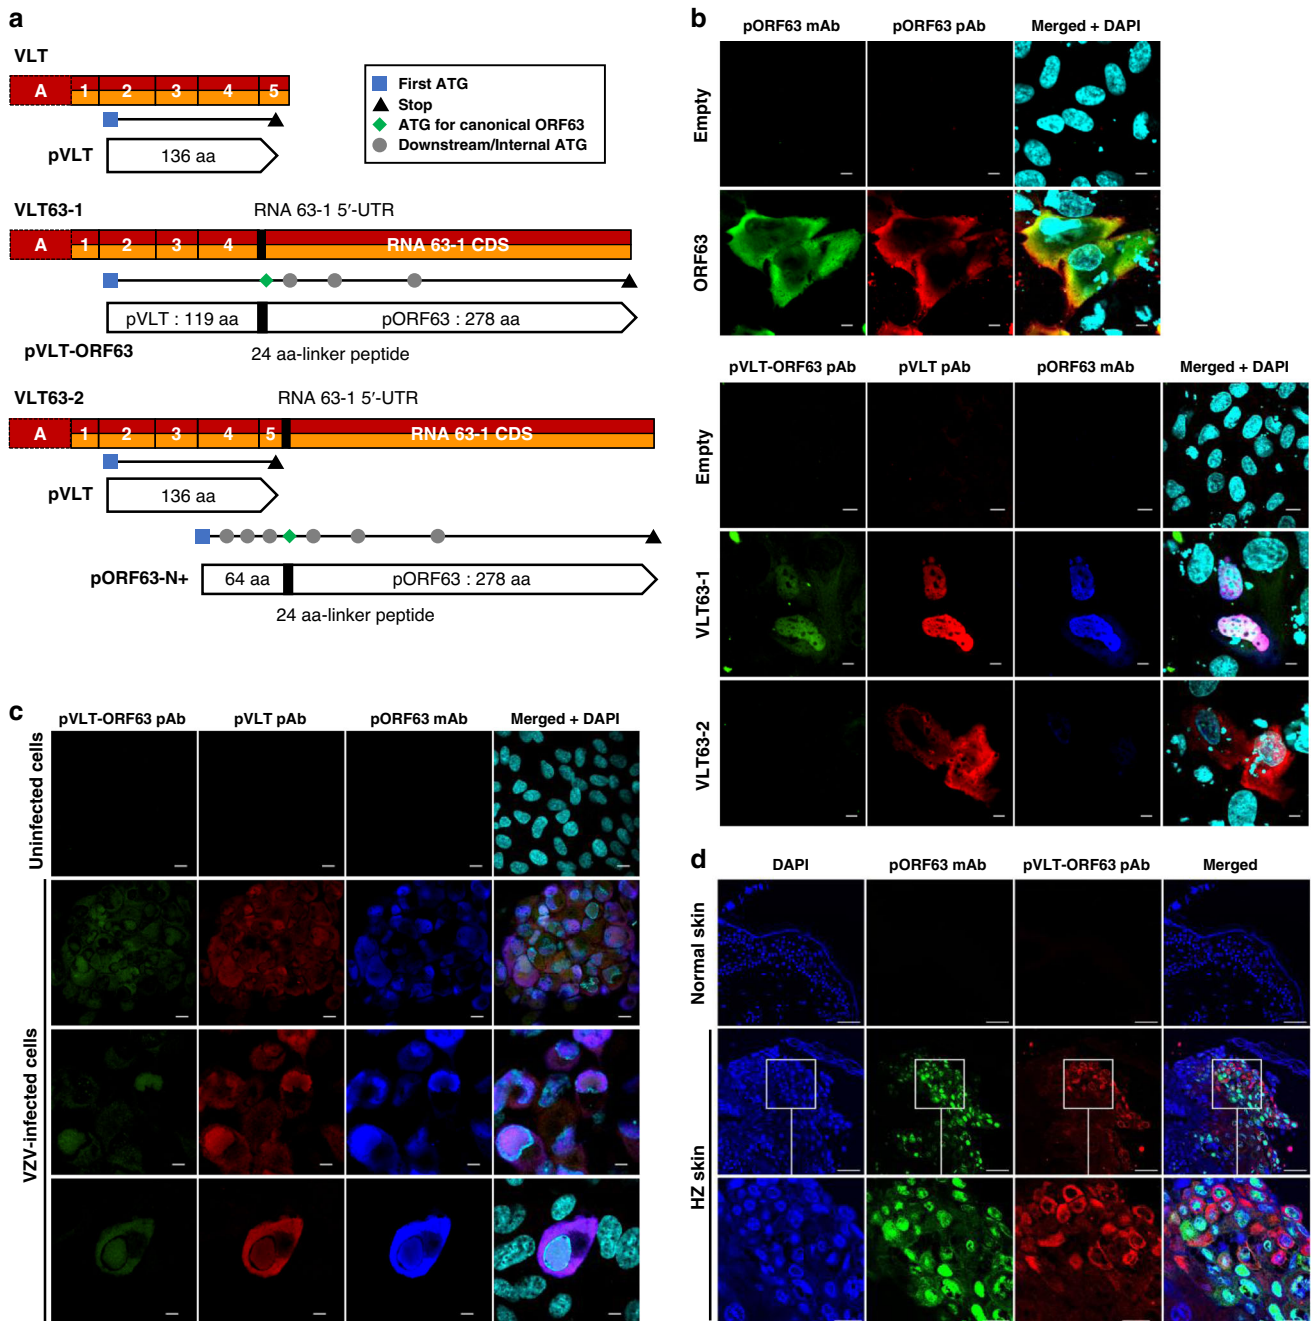 a
VLT
A 1 2 3 4 5
pVLT
136 aa
First ATG
Stop
ATG for canonical ORF63
Downstream/Internal ATG
VLT63-1
RNA 63-1 5′-UTR
A 1 2 3 4
RNA 63-1 CDS
pVLT : 119 aa
pORF63 : 278 aa
pVLT-ORF63
24 aa-linker peptide
VLT63-2
RNA 63-1 5′-UTR
A 1 2 3 4 5
RNA 63-1 CDS
pVLT
136 aa
pORF63-N+
64 aa
pORF63 : 278 aa
24 aa-linker peptide
b
pORF63 mAb pORF63 pAb Merged + DAPI
Empty
ORF63
pVLT-ORF63 pAb pVLT pAb pORF63 mAb Merged + DAPI
Empty
VLT63-1
VLT63-2
c
pVLT-ORF63 pAb pVLT pAb pORF63 mAb Merged + DAPI
Uninfected cells
VZV-infected cells
d
DAPI pORF63 mAb pVLT-ORF63 pAb Merged
Normal skin
HZ skin